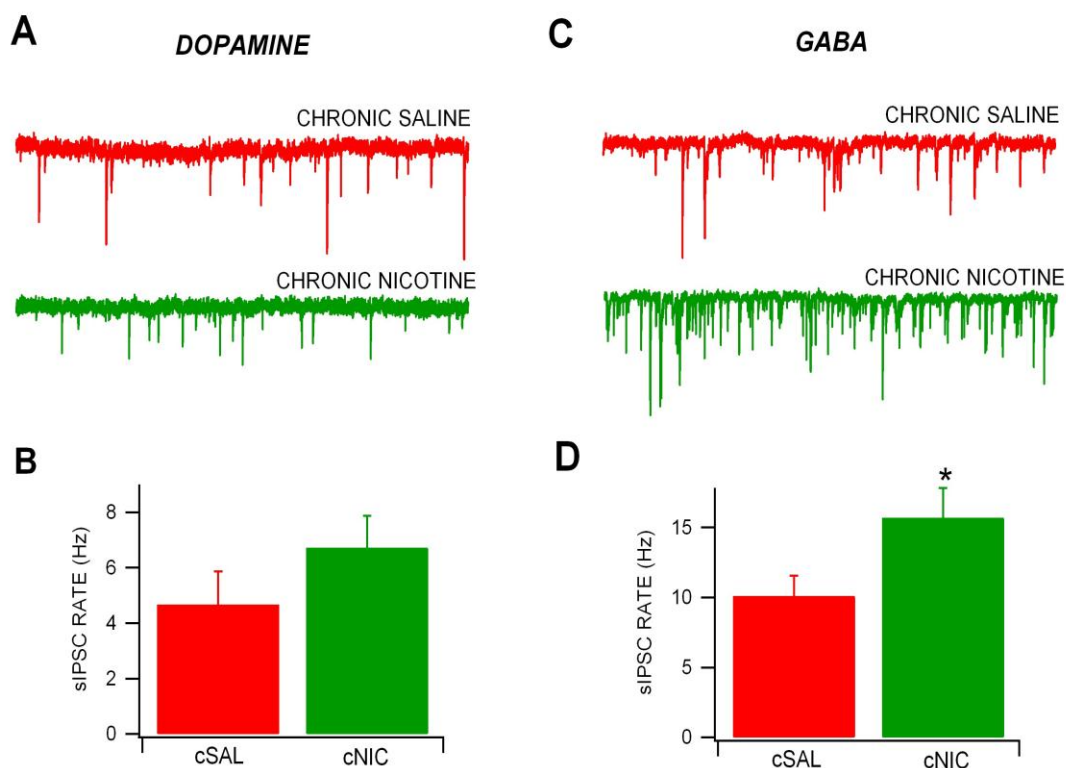 A
DOPAMINE
CHRONIC SALINE
CHRONIC NICOTINE
B
sIPSC RATE (Hz)
8
6
4
2
0
cSAL
cNIC
C
GABA
CHRONIC SALINE
CHRONIC NICOTINE
D
*
sIPSC RATE (Hz)
15
10
5
0
cSAL
cNIC